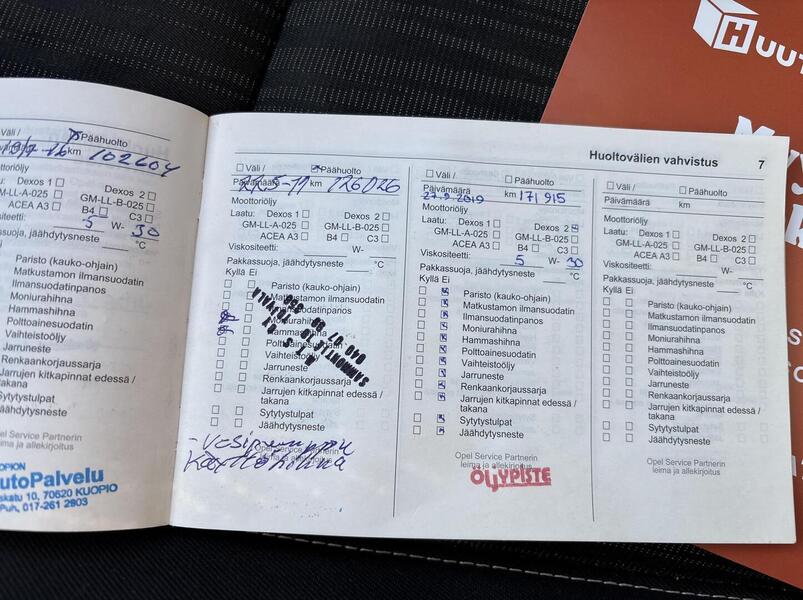 HUUT
Huoltovälien vahvistus 7
Väli / Päähuolto
km 102604
Moottoriöljy
Dexos 1 Dexos 2
GM-LL-A-025 GM-LL-B-025
ACEA A3 B4 C3
Viskositeetti: 5 W- 30
Pakkassuoja, jäähdytysneste °C
Paristo (kauko-ohjain)
Matkustamon ilmansuodatin
Ilmansuodatinpanos
Moniurahihna
Hammashihna
Polttoainesuodatin
Vaihteistoöljy
Jarruneste
Renkaankorjaussarja
Jarrujen kitkapinnat edessä /
takana
Sytytystulpat
Jäähdytysneste
Opel Service Partnerin
leima ja allekirjoitus
KUOPION
AutoPalvelu
70620 KUOPIO
Puh. 017-261 2903
Väli / Päähuolto
Päivämäärä km 126026
Moottoriöljy
Laatu: Dexos 1 Dexos 2
GM-LL-A-025 GM-LL-B-025
ACEA A3 B4 C3
Viskositeetti: W-
Pakkassuoja, jäähdytysneste °C
Kyllä Ei
Paristo (kauko-ohjain)
Matkustamon ilmansuodatin
Ilmansuodatinpanos
Moniurahihna
Hammashihna
Polttoainesuodatin
Vaihteistoöljy
Jarruneste
Renkaankorjaussarja
Jarrujen kitkapinnat edessä /
takana
Sytytystulpat
Jäähdytysneste
- Vesipumppu
Opel Service Partnerin
leima ja allekirjoitus
Väli / Päähuolto
Päivämäärä km 171 915
27.9.2019
Moottoriöljy
Laatu: Dexos 1 Dexos 2
GM-LL-A-025 GM-LL-B-025
ACEA A3 B4 C3
Viskositeetti: 5 W- 30
Pakkassuoja, jäähdytysneste °C
Kyllä Ei
Paristo (kauko-ohjain)
Matkustamon ilmansuodatin
Ilmansuodatinpanos
Moniurahihna
Hammashihna
Polttoainesuodatin
Vaihteistoöljy
Jarruneste
Renkaankorjaussarja
Jarrujen kitkapinnat edessä /
takana
Sytytystulpat
Jäähdytysneste
Opel Service Partnerin
leima ja allekirjoitus
ÖLJYPISTE
Väli / Päähuolto
Päivämäärä km
Moottoriöljy
Laatu: Dexos 1 Dexos 2
GM-LL-A-025 GM-LL-B-025
ACEA A3 B4 C3
Viskositeetti: W-
Pakkassuoja, jäähdytysneste °C
Kyllä Ei
Paristo (kauko-ohjain)
Matkustamon ilmansuodatin
Ilmansuodatinpanos
Moniurahihna
Hammashihna
Polttoainesuodatin
Vaihteistoöljy
Jarruneste
Renkaankorjaussarja
Jarrujen kitkapinnat edessä /
takana
Sytytystulpat
Jäähdytysneste
Opel Service Partnerin
leima ja allekirjoitus